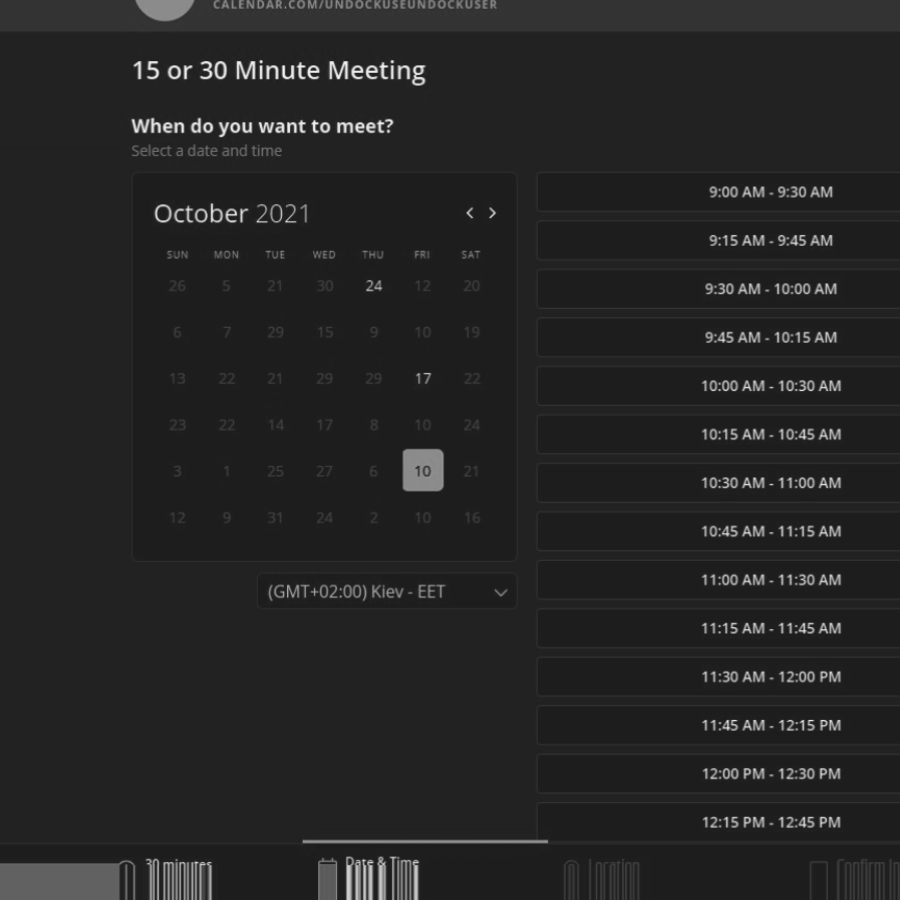 CALENDAR.COM/UNDOCKUSEUNDOCKUSER
15 or 30 Minute Meeting
When do you want to meet?
Select a date and time
October 2021
SUN MON TUE WED THU FRI SAT
26 5 21 30 24 12 20
6 7 29 15 9 10 19
13 22 21 29 29 17 22
23 22 14 17 8 10 24
3 1 25 27 6 10 21
12 9 31 24 2 10 16
(GMT+02:00) Kiev - EET
9:00 AM - 9:30 AM
9:15 AM - 9:45 AM
9:30 AM - 10:00 AM
9:45 AM - 10:15 AM
10:00 AM - 10:30 AM
10:15 AM - 10:45 AM
10:30 AM - 11:00 AM
10:45 AM - 11:15 AM
11:00 AM - 11:30 AM
11:15 AM - 11:45 AM
11:30 AM - 12:00 PM
11:45 AM - 12:15 PM
12:00 PM - 12:30 PM
12:15 PM - 12:45 PM
30 minutes Date & Time Location Confirm